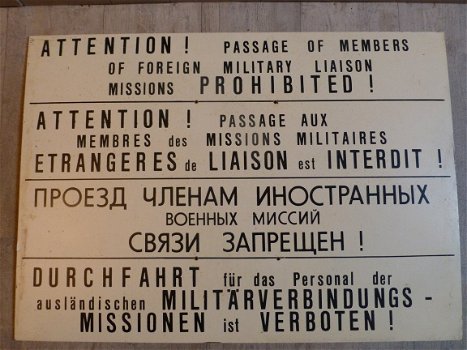 ATTENTION ! PASSAGE OF MEMBERS
OF FOREIGN MILITARY LIAISON
MISSIONS PROHIBITED !
ATTENTION ! PASSAGE AUX
MEMBRES des MISSIONS MILITAIRES
ETRANGERES de LIAISON est INTERDIT !
ПРОЕЗД ЧЛЕНАМ ИНОСТРАННЫХ
ВОЕННЫХ МИССИЙ
СВЯЗИ ЗАПРЕЩЕН !
DURCHFAHRT für das Personal der
ausländischen MILITÄRVERBINDUNGS -
MISSIONEN ist VERBOTEN !